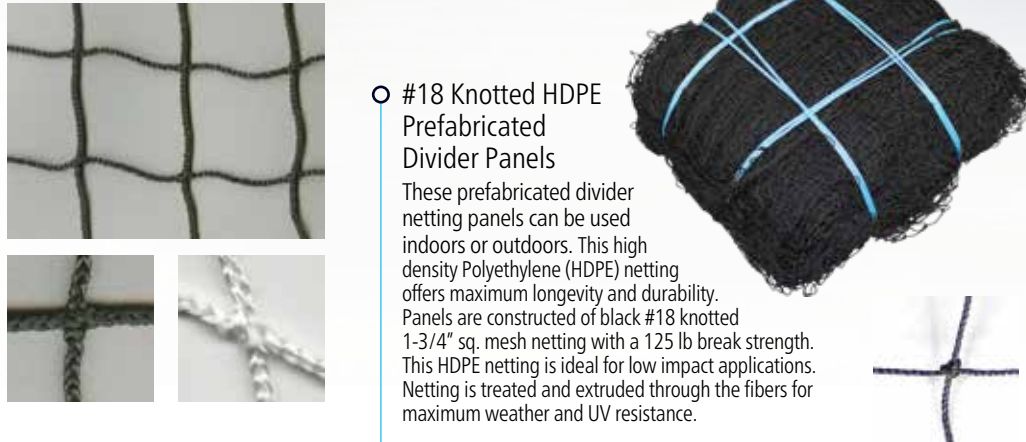 #18 Knotted HDPE
Prefabricated
Divider Panels
These prefabricated divider
netting panels can be used
indoors or outdoors. This high
density Polyethylene (HDPE) netting
offers maximum longevity and durability.
Panels are constructed of black #18 knotted
1-3/4” sq. mesh netting with a 125 lb break strength.
This HDPE netting is ideal for low impact applications.
Netting is treated and extruded through the fibers for
maximum weather and UV resistance.